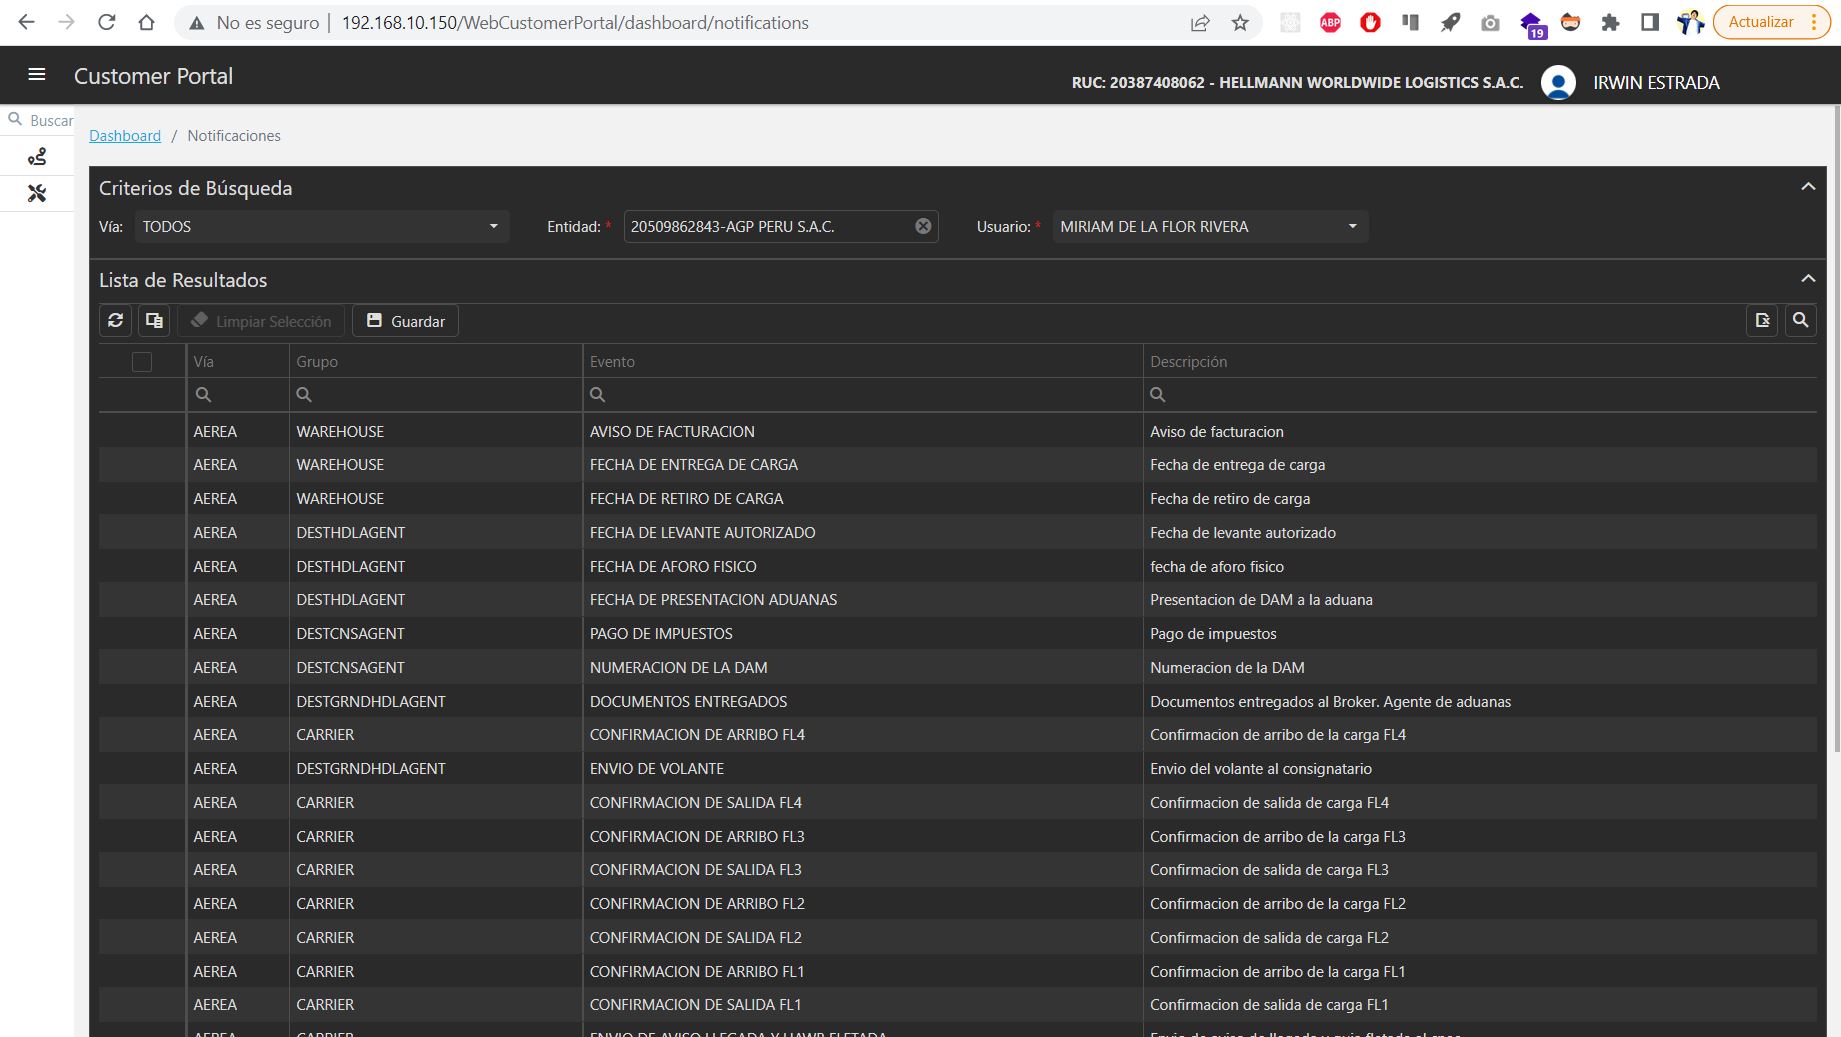 No es seguro | 192.168.10.150/WebCustomerPortal/dashboard/notifications
ABP
19
Actualizar
Customer Portal
RUC: 20387408062 - HELLMANN WORLDWIDE LOGISTICS S.A.C.
IRWIN ESTRADA
Buscar
Dashboard / Notificaciones
Criterios de Búsqueda
Vía: TODOS
Entidad: * 20509862843-AGP PERU S.A.C.
Usuario: * MIRIAM DE LA FLOR RIVERA
Lista de Resultados
Limpiar Selección
Guardar
Vía Grupo Evento Descripción
AEREA WAREHOUSE AVISO DE FACTURACION Aviso de facturacion
AEREA WAREHOUSE FECHA DE ENTREGA DE CARGA Fecha de entrega de carga
AEREA WAREHOUSE FECHA DE RETIRO DE CARGA Fecha de retiro de carga
AEREA DESTHDLAGENT FECHA DE LEVANTE AUTORIZADO Fecha de levante autorizado
AEREA DESTHDLAGENT FECHA DE AFORO FISICO fecha de aforo fisico
AEREA DESTHDLAGENT FECHA DE PRESENTACION ADUANAS Presentacion de DAM a la aduana
AEREA DESTCNSAGENT PAGO DE IMPUESTOS Pago de impuestos
AEREA DESTCNSAGENT NUMERACION DE LA DAM Numeracion de la DAM
AEREA DESTGRNDHDLAGENT DOCUMENTOS ENTREGADOS Documentos entregados al Broker. Agente de aduanas
AEREA CARRIER CONFIRMACION DE ARRIBO FL4 Confirmacion de arribo de la carga FL4
AEREA DESTGRNDHDLAGENT ENVIO DE VOLANTE Envio del volante al consignatario
AEREA CARRIER CONFIRMACION DE SALIDA FL4 Confirmacion de salida de carga FL4
AEREA CARRIER CONFIRMACION DE ARRIBO FL3 Confirmacion de arribo de la carga FL3
AEREA CARRIER CONFIRMACION DE SALIDA FL3 Confirmacion de salida de carga FL3
AEREA CARRIER CONFIRMACION DE ARRIBO FL2 Confirmacion de arribo de la carga FL2
AEREA CARRIER CONFIRMACION DE SALIDA FL2 Confirmacion de salida de carga FL2
AEREA CARRIER CONFIRMACION DE ARRIBO FL1 Confirmacion de arribo de la carga FL1
AEREA CARRIER CONFIRMACION DE SALIDA FL1 Confirmacion de salida de carga FL1
AEREA CARRIER ENVIO DE AVISO LLEGADA Y HAWB FLETADA